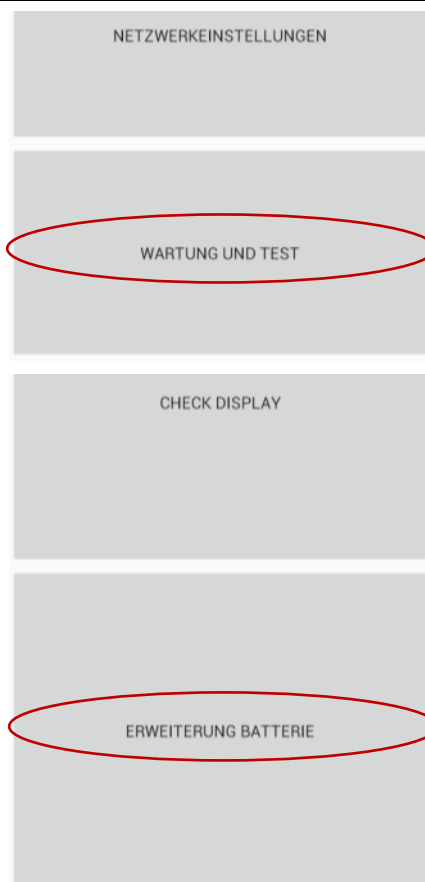 NETZWERKEINSTELLUNGEN
WARTUNG UND TEST
CHECK DISPLAY
ERWEITERUNG BATTERIE